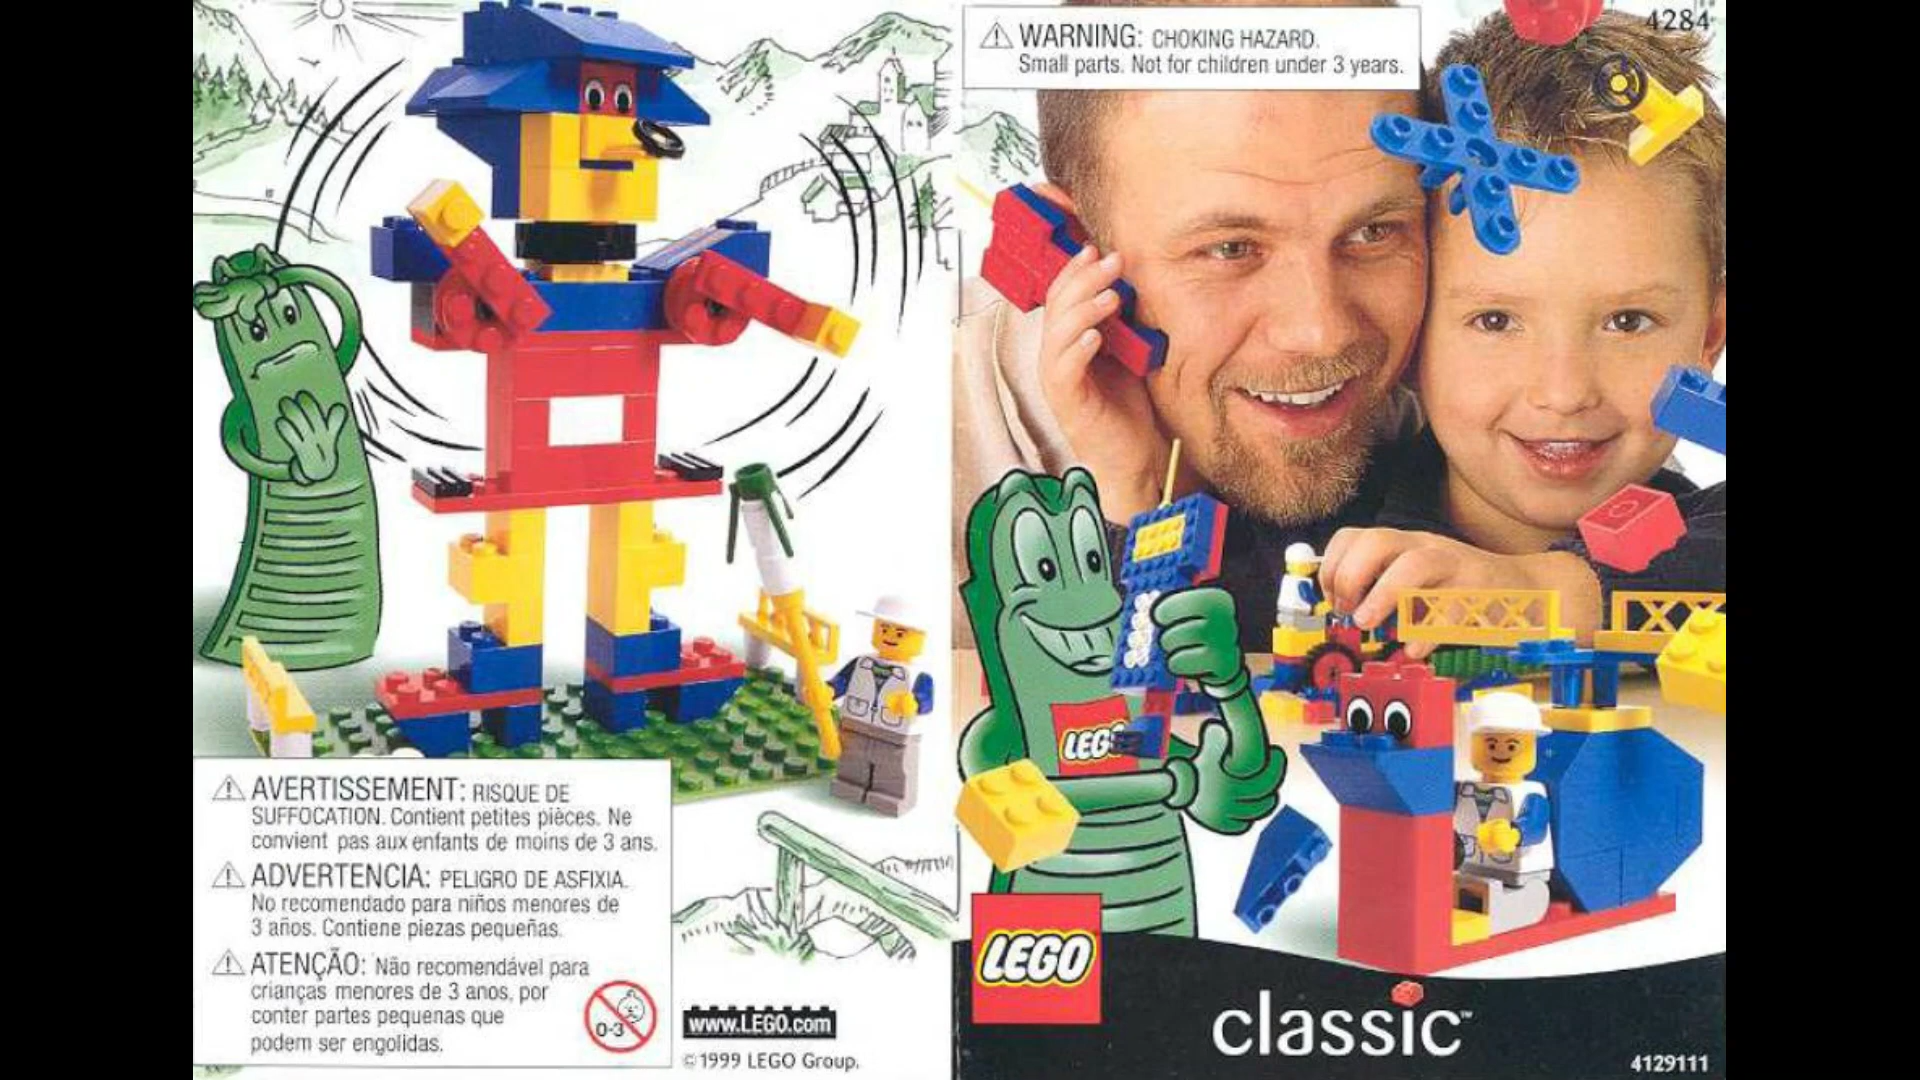 ⚠ AVERTISSEMENT: RISQUE DE
SUFFOCATION. Contient petites pièces. Ne
convient pas aux enfants de moins de 3 ans.
⚠ ADVERTENCIA: PELIGRO DE ASFIXIA.
No recomendado para niños menores de
3 años. Contiene piezas pequeñas.
⚠ ATENÇÃO: Não recomendável para
crianças menores de 3 anos, por
conter partes pequenas que
podem ser engolidas.
0-3
www.LEGO.com
©1999 LEGO Group.
⚠ WARNING: CHOKING HAZARD.
Small parts. Not for children under 3 years.
4284
LEGO
LEGO
classic™
4129111